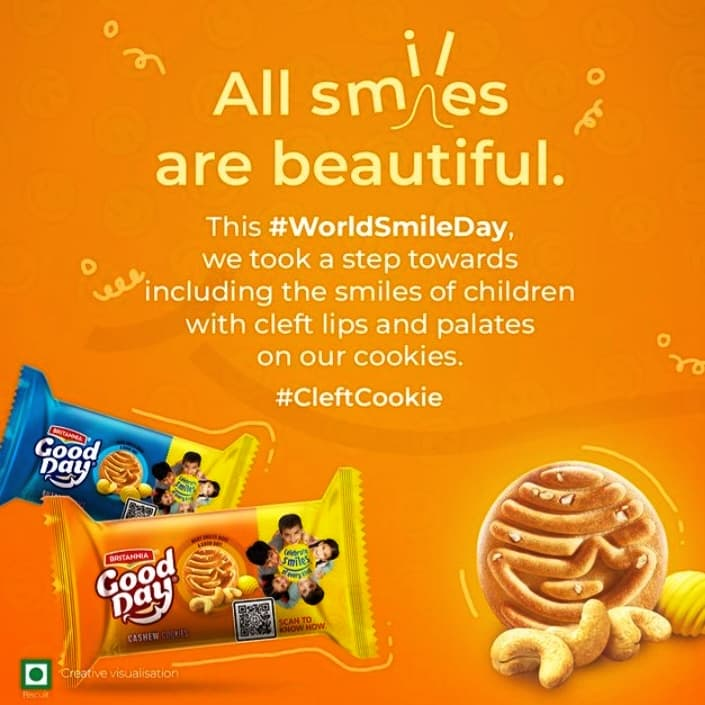 All smiles
are beautiful.
This #WorldSmileDay,
we took a step towards
including the smiles of children
with cleft lips and palates
on our cookies.
#CleftCookie
BRITANNIA
Good
Day
BRITANNIA
Good
Day
CASHEW COOKIES
Celebrate
smiles
of every kind
SCAN TO
KNOW HOW
Creative visualisation
Biscuit